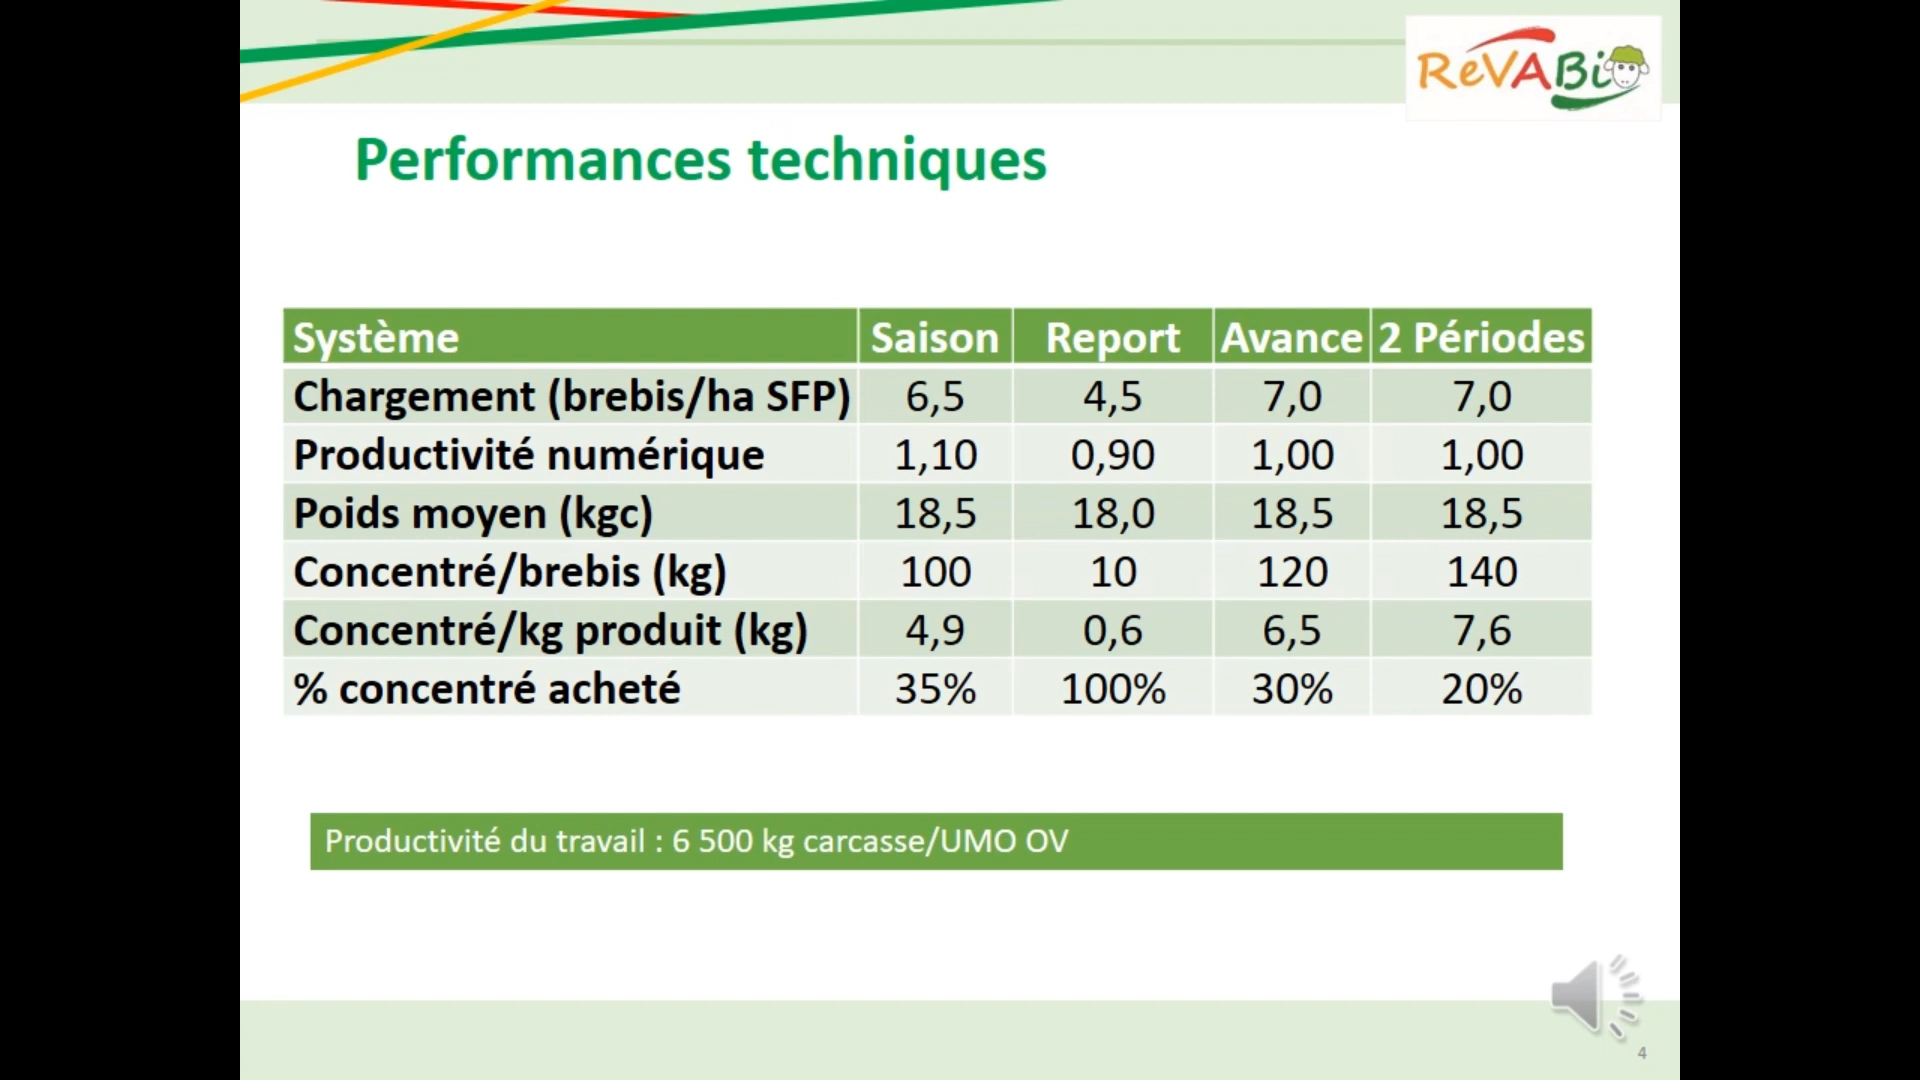 ReVABio
Performances techniques
Système Saison Report Avance 2 Périodes
Chargement (brebis/ha SFP) 6,5 4,5 7,0 7,0
Productivité numérique 1,10 0,90 1,00 1,00
Poids moyen (kgc) 18,5 18,0 18,5 18,5
Concentré/brebis (kg) 100 10 120 140
Concentré/kg produit (kg) 4,9 0,6 6,5 7,6
% concentré acheté 35% 100% 30% 20%
Productivité du travail : 6 500 kg carcasse/UMO OV
4